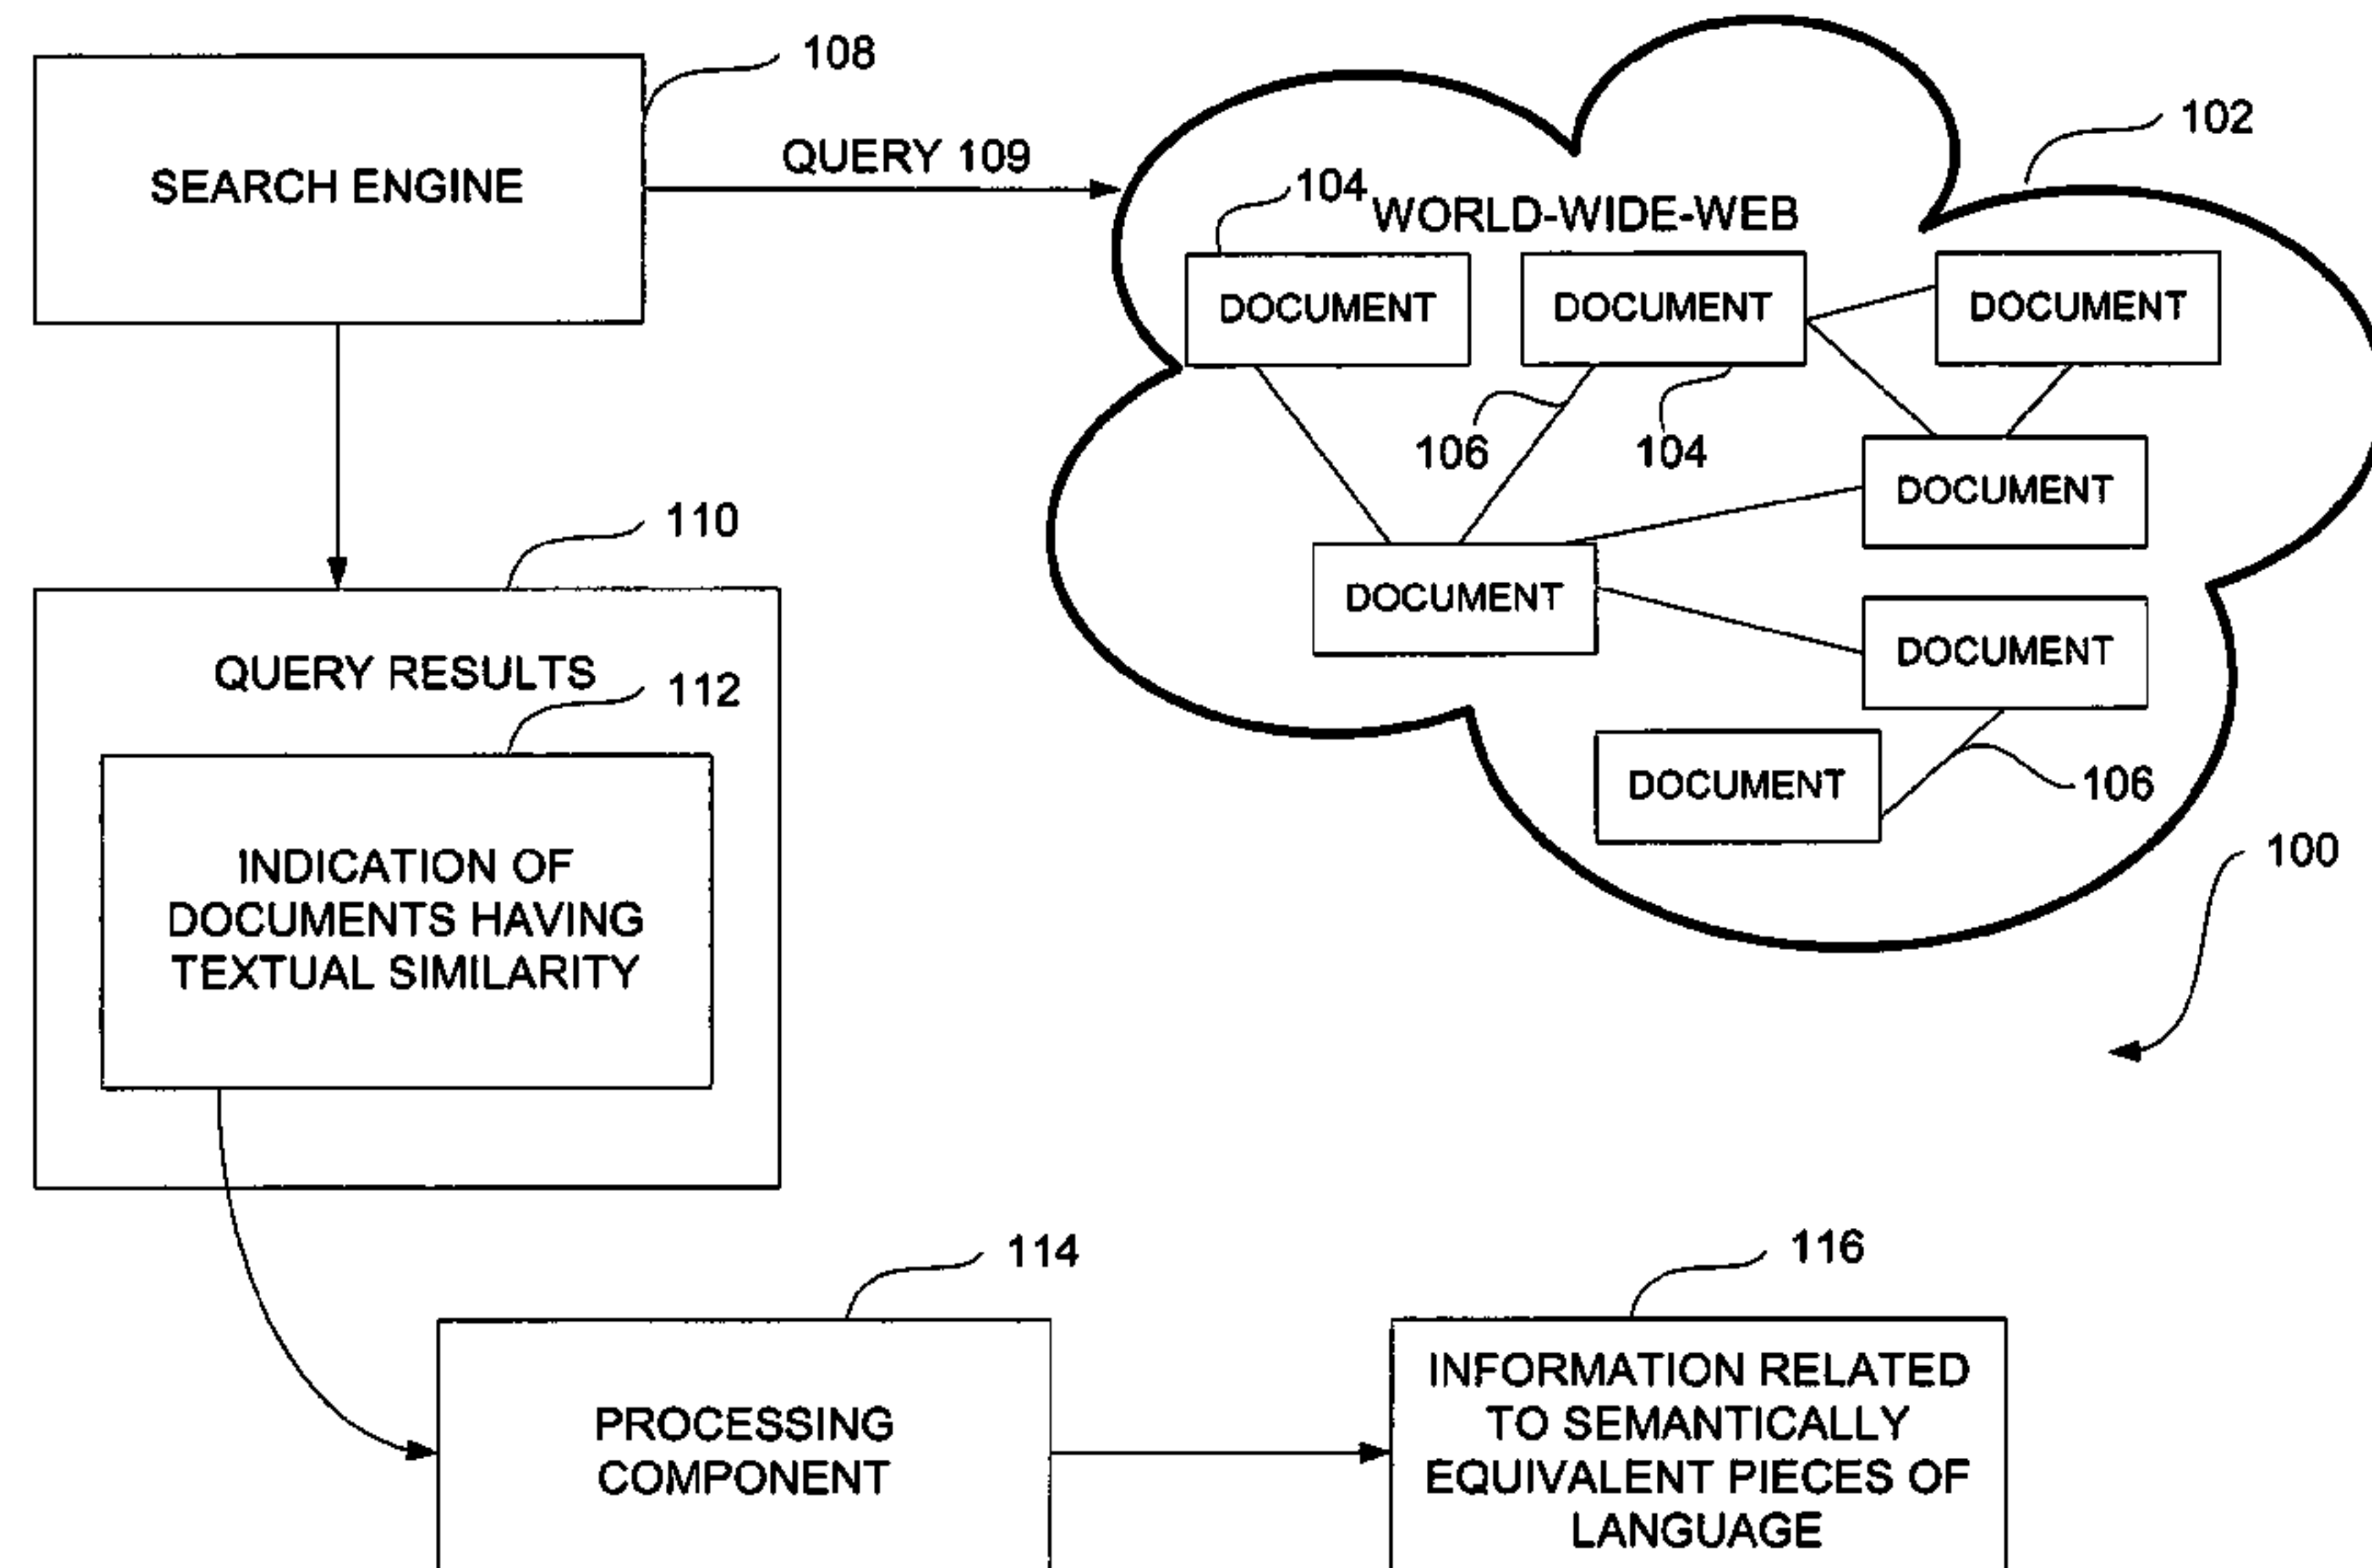 108
SEARCH ENGINE
QUERY 109
102
104
WORLD-WIDE-WEB
DOCUMENT
DOCUMENT
DOCUMENT
106
104
DOCUMENT
DOCUMENT
DOCUMENT
DOCUMENT
106
100
110
QUERY RESULTS
112
INDICATION OF
DOCUMENTS HAVING
TEXTUAL SIMILARITY
114
PROCESSING
COMPONENT
116
INFORMATION RELATED
TO SEMANTICALLY
EQUIVALENT PIECES OF
LANGUAGE